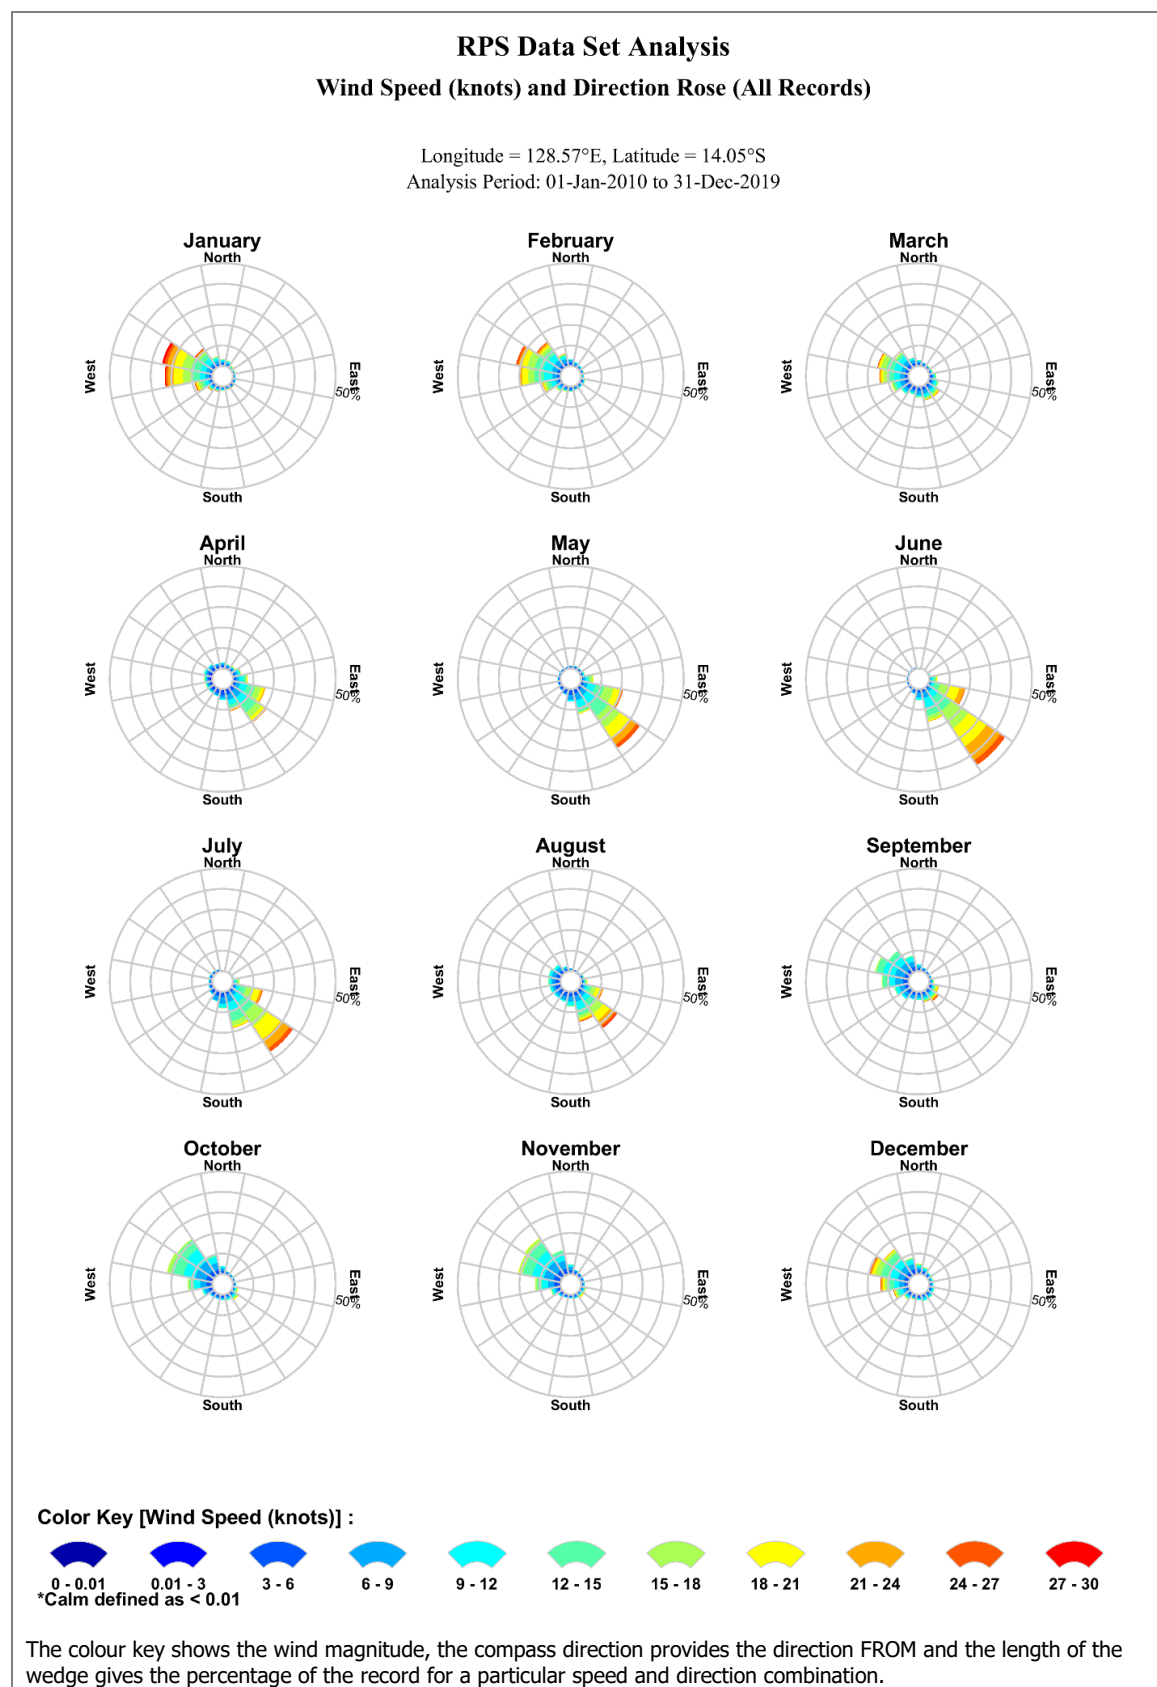 RPS Data Set Analysis
Wind Speed (knots) and Direction Rose (All Records)
Longitude = 128.57°E, Latitude = 14.05°S
Analysis Period: 01-Jan-2010 to 31-Dec-2019
January
North
West
East
50%
South
February
North
West
East
50%
South
March
North
West
East
50%
South
April
North
West
East
50%
South
May
North
West
East
50%
South
June
North
West
East
50%
South
July
North
West
East
50%
South
August
North
West
East
50%
South
September
North
West
East
50%
South
October
North
West
East
50%
South
November
North
West
East
50%
South
December
North
West
East
50%
South
Color Key [Wind Speed (knots)] :
0 - 0.01 0.01 - 3 3 - 6 6 - 9 9 - 12 12 - 15 15 - 18 18 - 21 21 - 24 24 - 27 27 - 30
*Calm defined as < 0.01
The colour key shows the wind magnitude, the compass direction provides the direction FROM and the length of the
wedge gives the percentage of the record for a particular speed and direction combination.